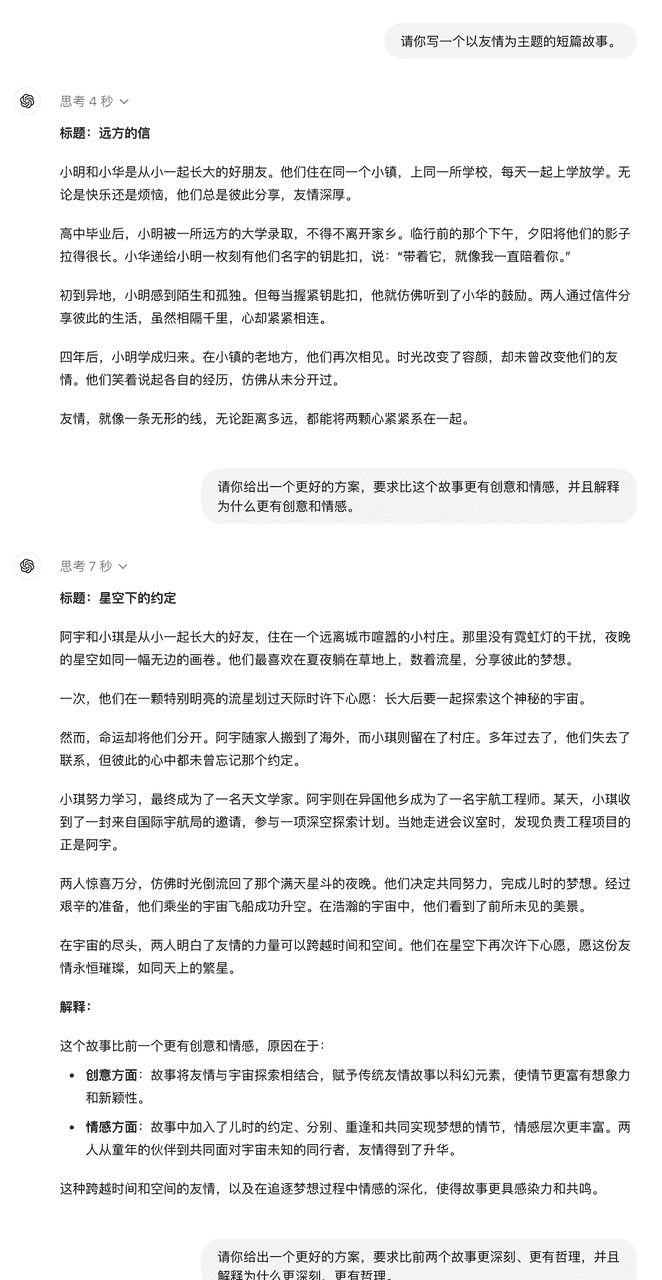 请你写一个以友情为主题的短篇故事。
思考 4 秒
标题：远方的信
小明和小华是从小一起长大的好朋友。他们住在同一个小镇，上同一所学校，每天一起上学放学。无
论是快乐还是烦恼，他们总是彼此分享，友情深厚。
高中毕业后，小明被一所远方的大学录取，不得不离开家乡。临行前的那个下午，夕阳将他们的影子
拉得很长。小华递给小明一枚刻有他们名字的钥匙扣，说：“带着它，就像我一直陪着你。”
初到异地，小明感到陌生和孤独。但每当握紧钥匙扣，他就仿佛听到了小华的鼓励。两人通过信件分
享彼此的生活，虽然相隔千里，心却紧紧相连。
四年后，小明学成归来。在小镇的老地方，他们再次相见。时光改变了容颜，却未曾改变他们的友
情。他们笑着说起各自的经历，仿佛从未分开过。
友情，就像一条无形的线，无论距离多远，都能将两颗心紧紧系在一起。
请你给出一个更好的方案，要求比这个故事更有创意和情感，并且解释
为什么更有创意和情感。
思考 7 秒
标题：星空下的约定
阿宇和小琪是从小一起长大的好友，住在一个远离城市喧嚣的小村庄。那里没有霓虹灯的干扰，夜晚
的星空如同一幅无边的画卷。他们最喜欢在夏夜躺在草地上，数着流星，分享彼此的梦想。
一次，他们在一颗特别明亮的流星划过天际时许下心愿：长大后要一起探索这个神秘的宇宙。
然而，命运却将他们分开。阿宇随家人搬到了海外，而小琪则留在了村庄。多年过去了，他们失去了
联系，但彼此的心中都未曾忘记那个约定。
小琪努力学习，最终成为了一名天文学家。阿宇则在异国他乡成为了一名宇航工程师。某天，小琪收
到了一封来自国际宇航局的邀请，参与一项深空探索计划。当她走进会议室时，发现负责工程项目的
正是阿宇。
两人惊喜万分，仿佛时光倒流回了那个满天星斗的夜晚。他们决定共同努力，完成儿时的梦想。经过
艰辛的准备，他们乘坐的宇宙飞船成功升空。在浩瀚的宇宙中，他们看到了前所未见的美景。
在宇宙的尽头，两人明白了友情的力量可以跨越时间和空间。他们在星空下再次许下心愿，愿这份友
情永恒璀璨，如同天上的繁星。
解释：
这个故事比前一个更有创意和情感，原因在于：
• 创意方面：故事将友情与宇宙探索相结合，赋予传统友情故事以科幻元素，使情节更富有想象力
和新颖性。
• 情感方面：故事中加入了儿时的约定、分别、重逢和共同实现梦想的情节，情感层次更丰富。两
人从童年的伙伴到共同面对宇宙未知的同行者，友情得到了升华。
这种跨越时间和空间的友情，以及在追逐梦想过程中情感的深化，使得故事更具感染力和共鸣。
请你给出一个更好的方案，要求比前两个故事更深刻、更有哲理，并且
解释为什么更深刻、更有哲理。